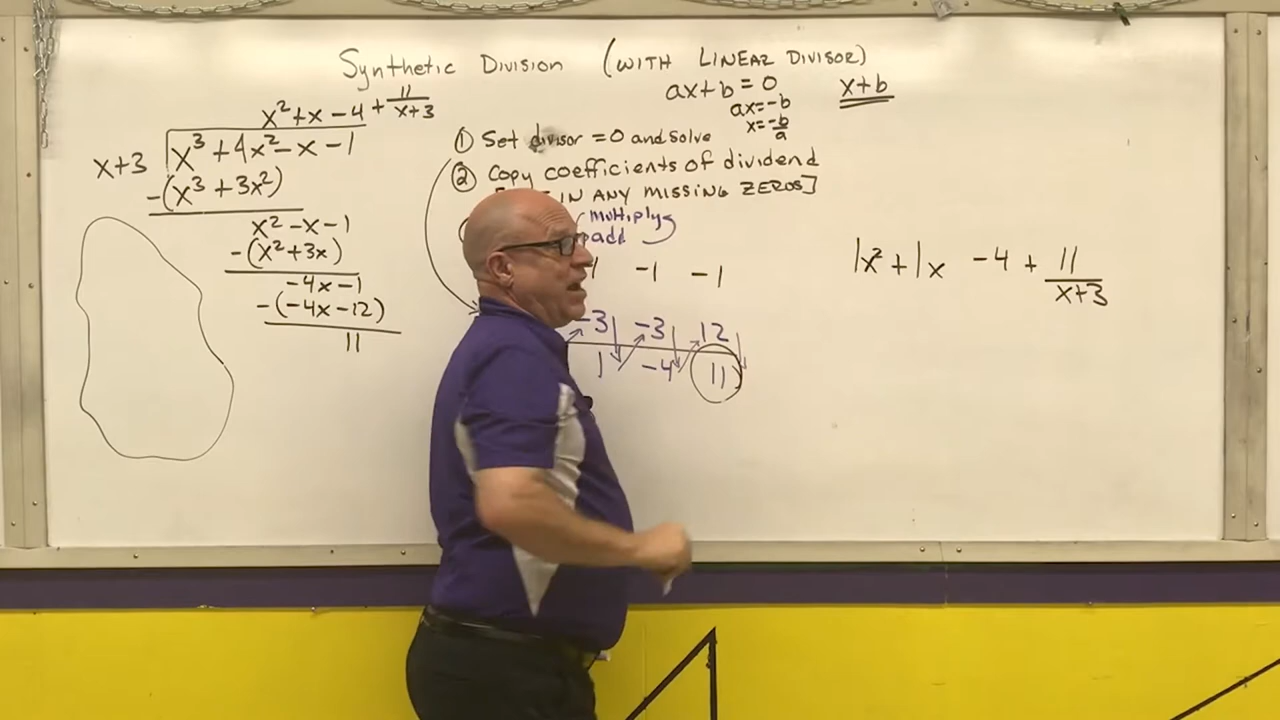 Synthetic Division (WITH LINEAR DIVISOR)
ax+b=0
ax=-b
x=-b/a
x+b
x²+x-4+11/x+3
x+3 x³+4x²-x-1
-(x³+3x²)
x²-x-1
-(x²+3x)
-4x-1
-(-4x-12)
11
① Set divisor =0 and solve
② Copy coefficients of dividend
IN ANY MISSING ZEROS]
multiply
add
-1 -1
-3 -3 12
1 -4 11
1x²+1x -4+11/x+3